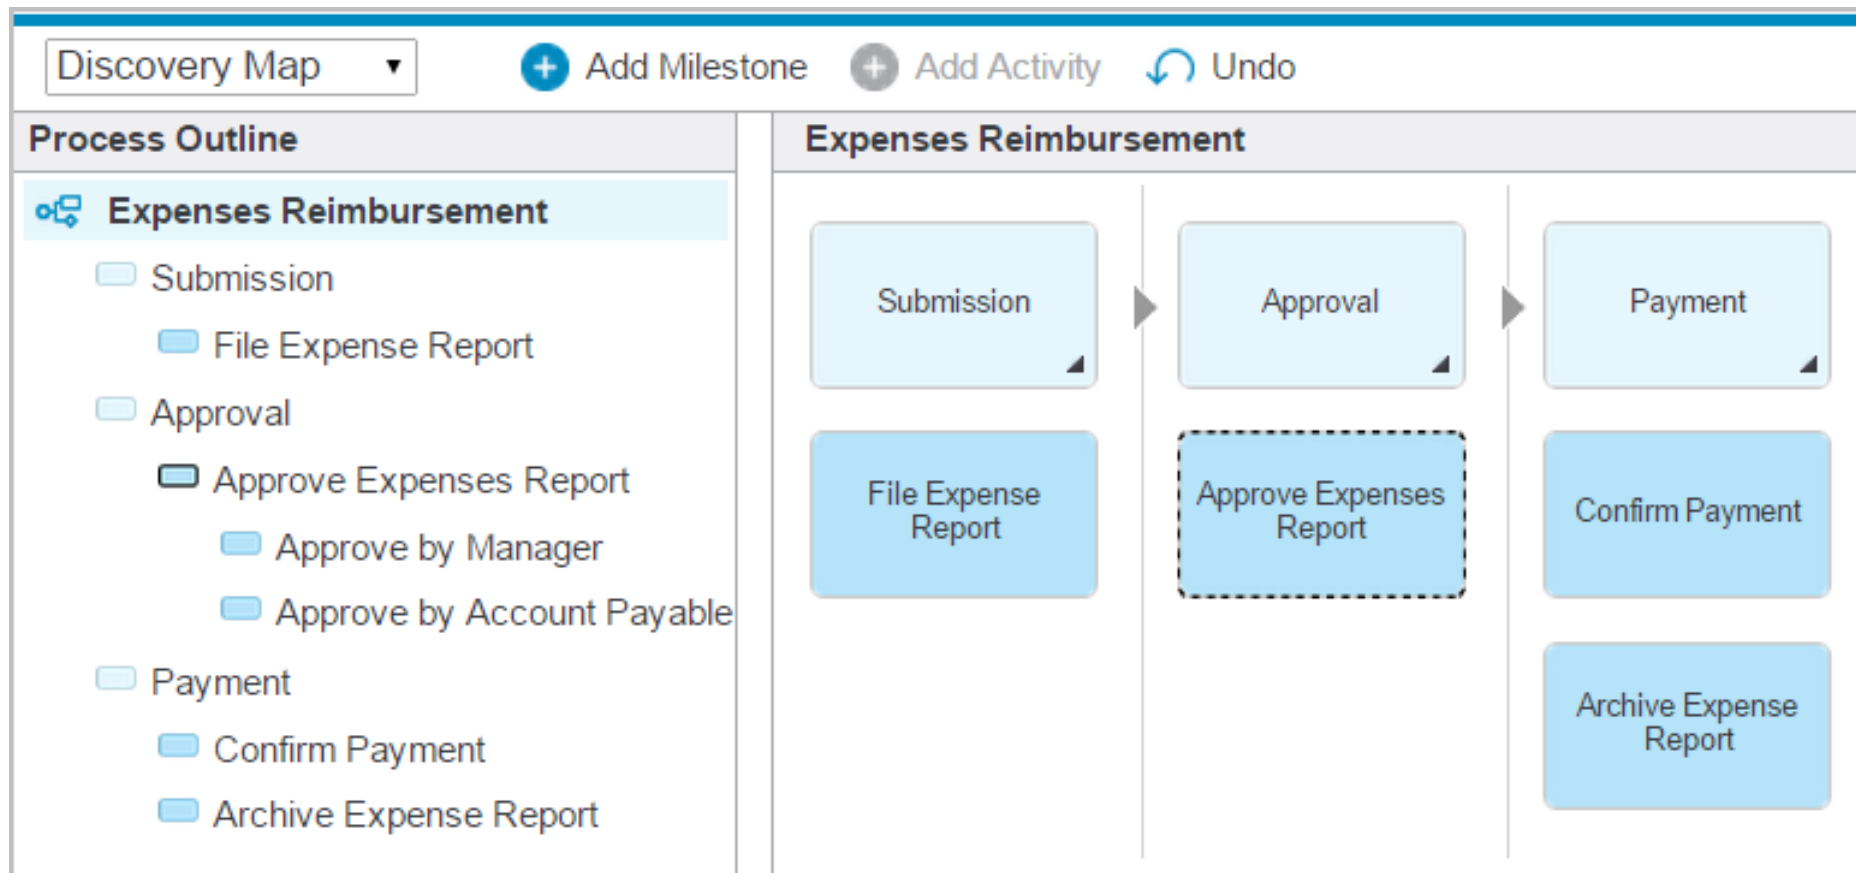 Discovery Map
Add Milestone
Add Activity
Undo
Process Outline
Expenses Reimbursement
Submission
File Expense Report
Approval
Approve Expenses Report
Approve by Manager
Approve by Account Payable
Payment
Confirm Payment
Archive Expense Report
Expenses Reimbursement
Submission
Approval
Payment
File Expense
Report
Approve Expenses
Report
Confirm Payment
Archive Expense
Report